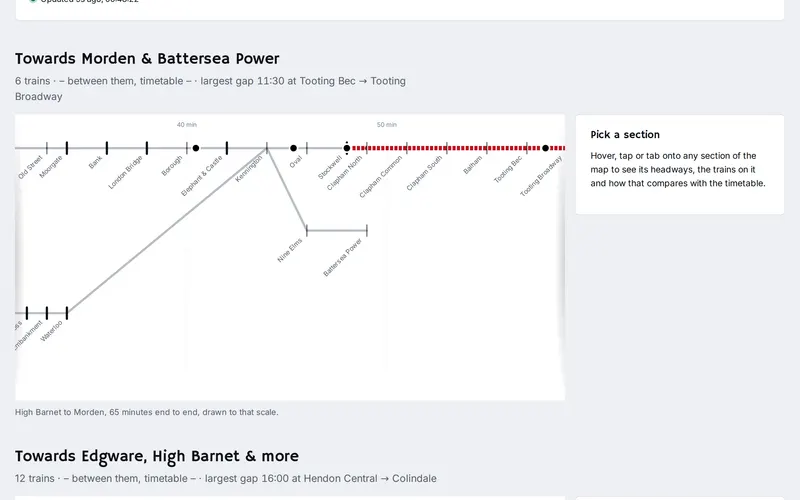 Towards Morden & Battersea Power
6 trains · – between them, timetable – · largest gap 11:30 at Tooting Bec → Tooting
Broadway
40 min
50 min
Old Street
Moorgate
Bank
London Bridge
Borough
Elephant & Castle
Kennington
Oval
Stockwell
Clapham North
Clapham Common
Clapham South
Balham
Tooting Bec
Tooting Broadway
Nine Elms
Battersea Power
Waterloo
Pick a section
Hover, tap or tab onto any section of the
map to see its headways, the trains on it
and how that compares with the timetable.
High Barnet to Morden, 65 minutes end to end, drawn to that scale.
Towards Edgware, High Barnet & more
12 trains · – between them, timetable – · largest gap 16:00 at Hendon Central → Colindale